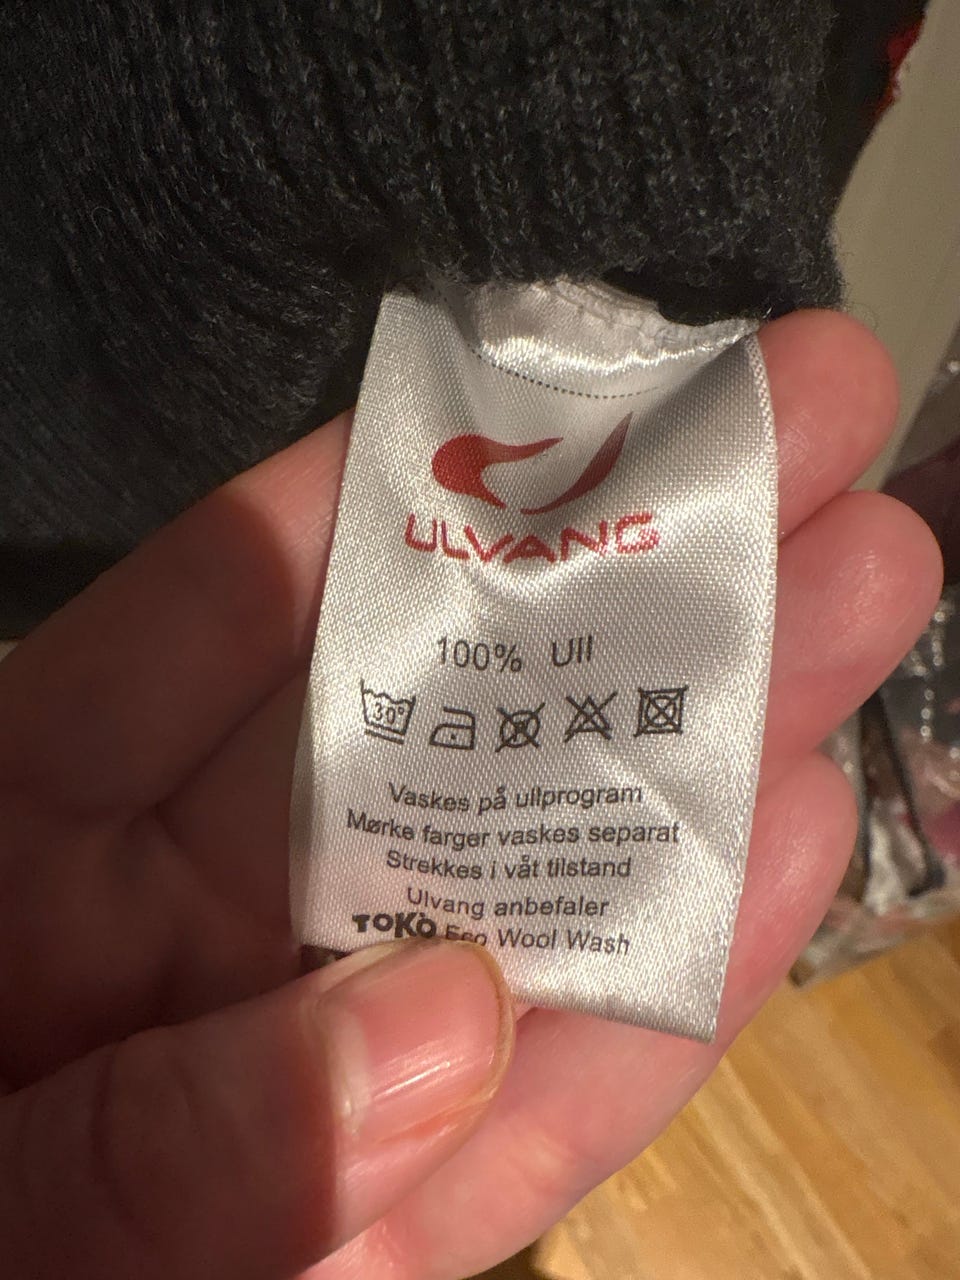 ULVANG
100% Ull
30°
Vaskes på ullprogram
Mørke farger vaskes separat
Strekkes i våt tilstand
Ulvang anbefaler
TOKO Eco Wool Wash